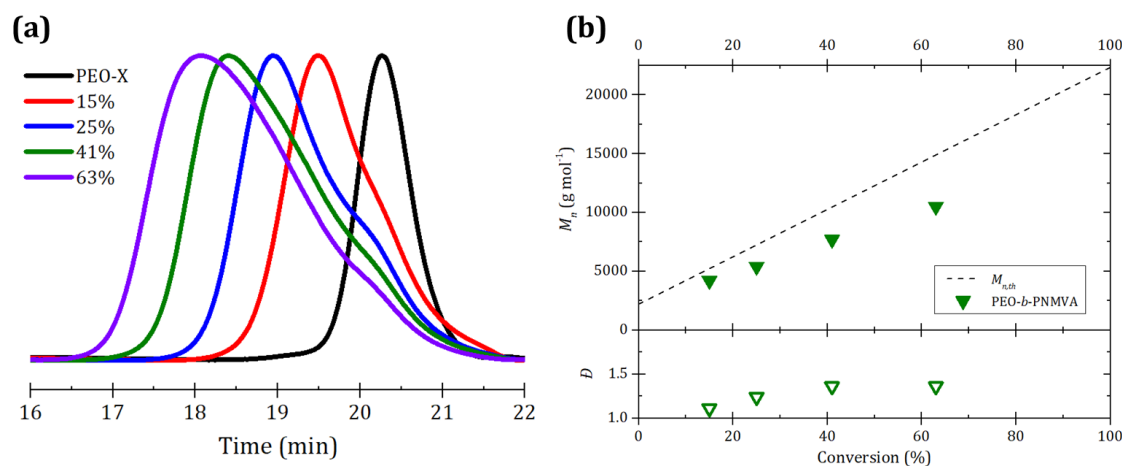 (a)
PEO-X
15%
25%
41%
63%
16 17 18 19 20 21 22
Time (min)
(b)
0 20 40 60 80 100
20000
15000
10000
5000
0
Mn (g mol⁻¹)
Mn,th
PEO-b-PNMVA
1.5
1.0
Đ
0 20 40 60 80 100
Conversion (%)